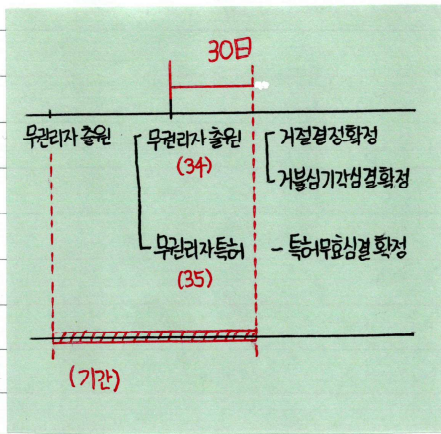 30日
무권리자 출원
무권리자 출원
(34)
거절결정확정
거불심기각심결확정
무권리자특허
(35)
- 특허무효심결 확정
(기간)